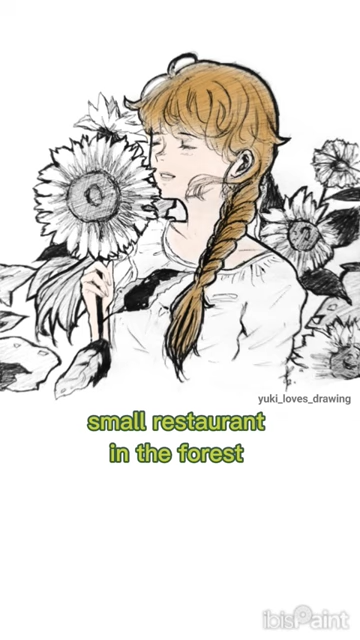 yuki_loves_drawing
small restaurant
in the forest
ibisPaint